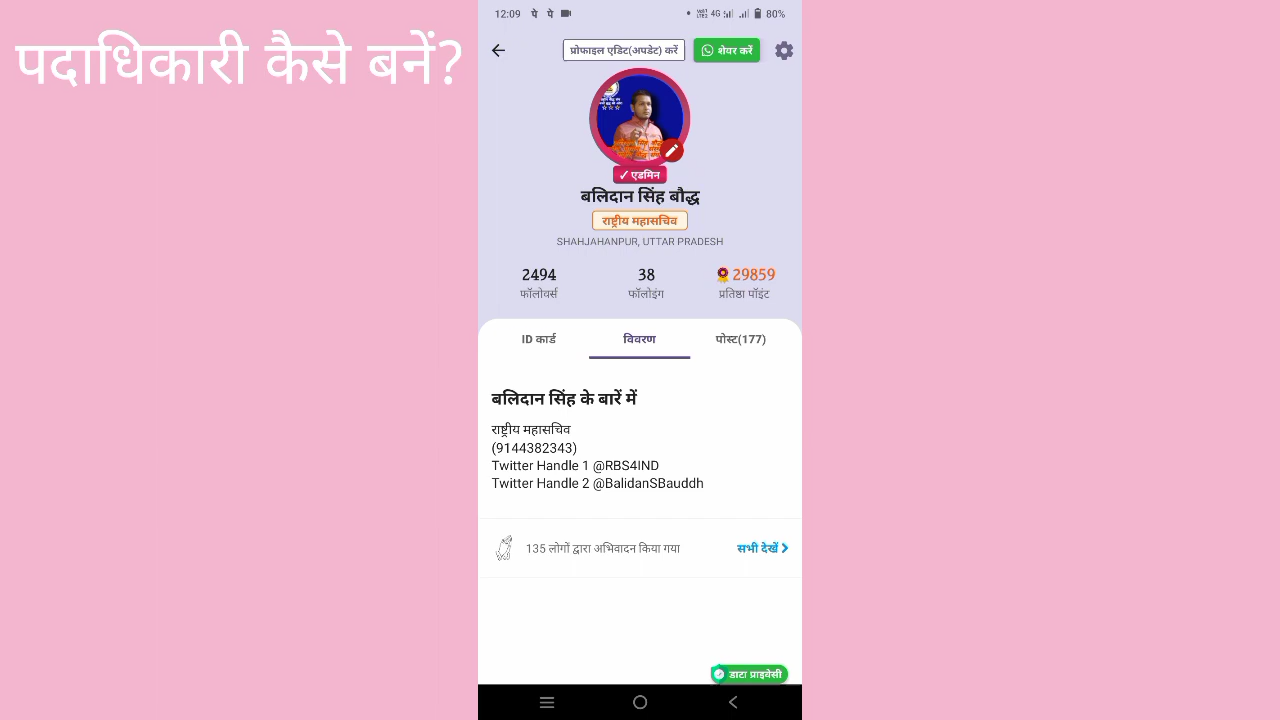 पदाधिकारी कैसे बनें?
12:09 पे पे 4G 80%
प्रोफाइल एडिट(अपडेट) करें
शेयर करें
✓ एडमिन
बलिदान सिंह बौद्ध
राष्ट्रीय महासचिव
SHAHJAHANPUR, UTTAR PRADESH
2494 38 29859
फॉलोवर्स फॉलोइंग प्रतिष्ठा पॉइंट
ID कार्ड विवरण पोस्ट(177)
बलिदान सिंह के बारें में
राष्ट्रीय महासचिव
(9144382343)
Twitter Handle 1 @RBS4IND
Twitter Handle 2 @BalidanSBauddh
135 लोगों द्वारा अभिवादन किया गया सभी देखें
डाटा प्राइवेसी